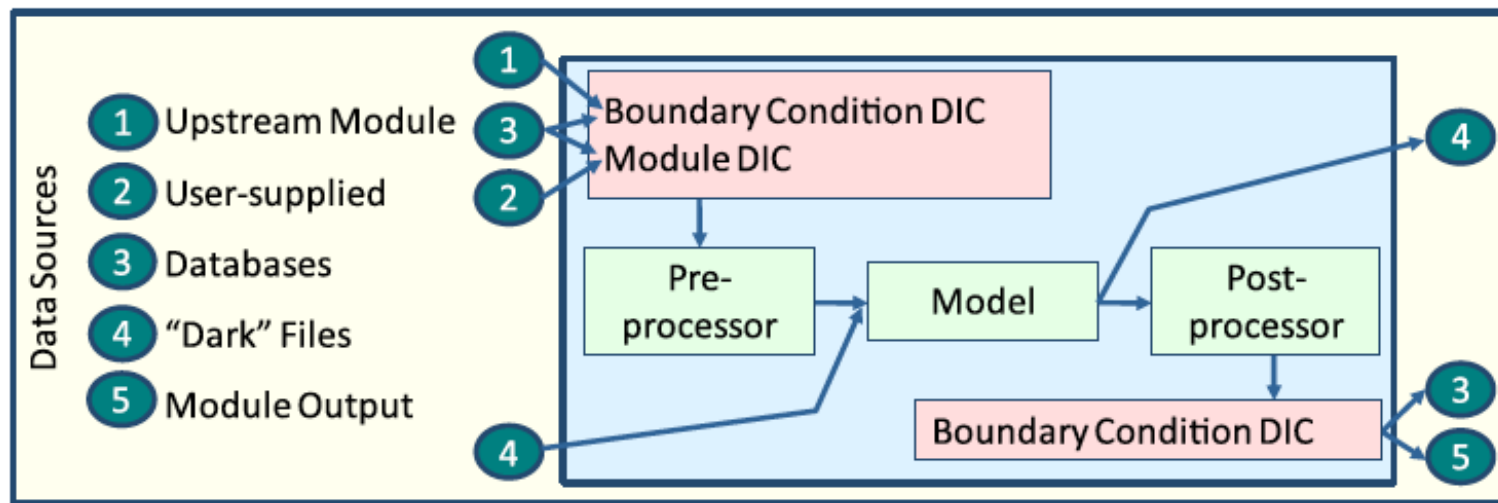 Data Sources
1 Upstream Module
2 User-supplied
3 Databases
4 “Dark” Files
5 Module Output
1
3
2
4
Boundary Condition DIC
Module DIC
Pre-
processor
Model
Post-
processor
Boundary Condition DIC
4
3
5